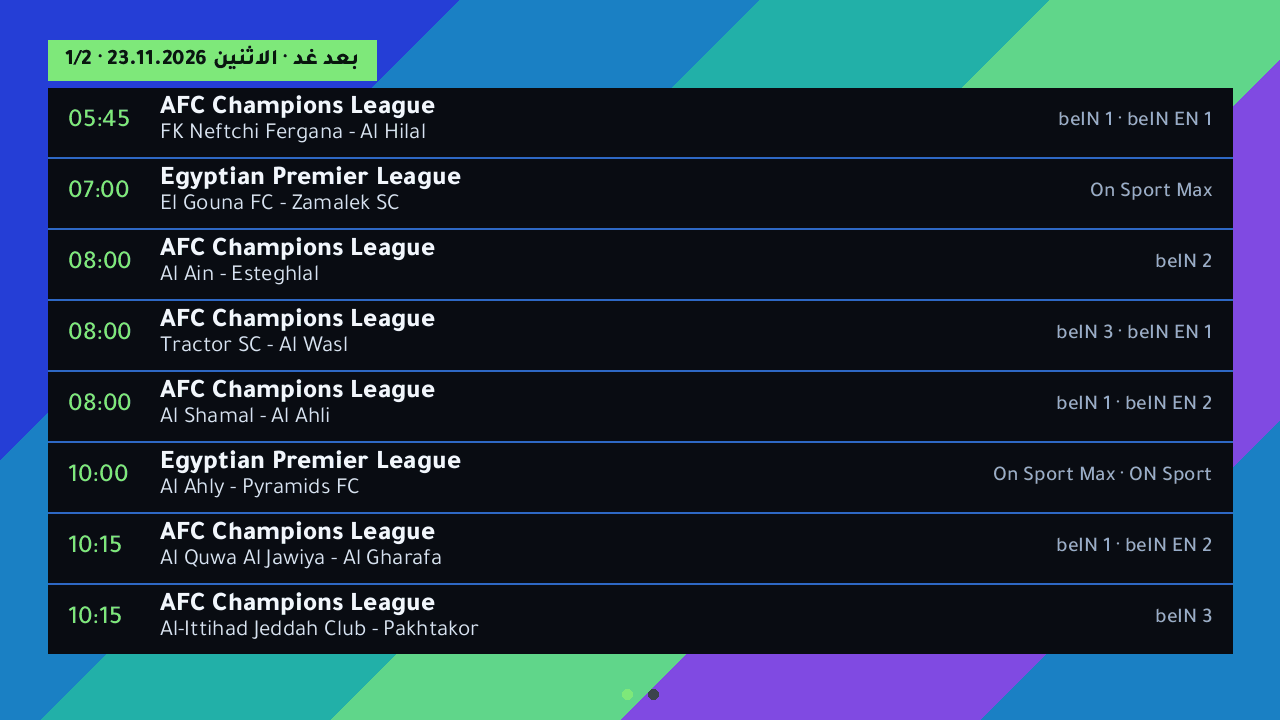 بعد غد · الاثنين 23.11.2026 · 1/2
05:45 AFC Champions League beIN 1 · beIN EN 1
FK Neftchi Fergana - Al Hilal
07:00 Egyptian Premier League On Sport Max
El Gouna FC - Zamalek SC
08:00 AFC Champions League beIN 2
Al Ain - Esteghlal
08:00 AFC Champions League beIN 3 · beIN EN 1
Tractor SC - Al Wasl
08:00 AFC Champions League beIN 1 · beIN EN 2
Al Shamal - Al Ahli
10:00 Egyptian Premier League On Sport Max · ON Sport
Al Ahly - Pyramids FC
10:15 AFC Champions League beIN 1 · beIN EN 2
Al Quwa Al Jawiya - Al Gharafa
10:15 AFC Champions League beIN 3
Al-Ittihad Jeddah Club - Pakhtakor